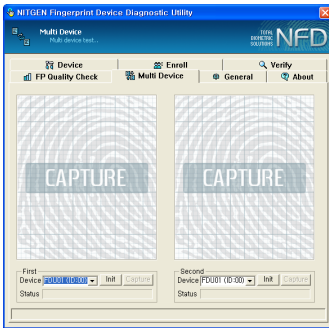 NITGEN Fingerprint Device Diagnostic Utility
Multi Device
Multi device test...
TOTAL
BIOMETRIC
SOLUTIONS
NFD
Device
Enroll
Verify
FP Quality Check
Multi Device
General
About
CAPTURE
CAPTURE
First
Device FDU01 (ID:00) Init Capture
Status
Second
Device FDU01 (ID:00) Init Capture
Status